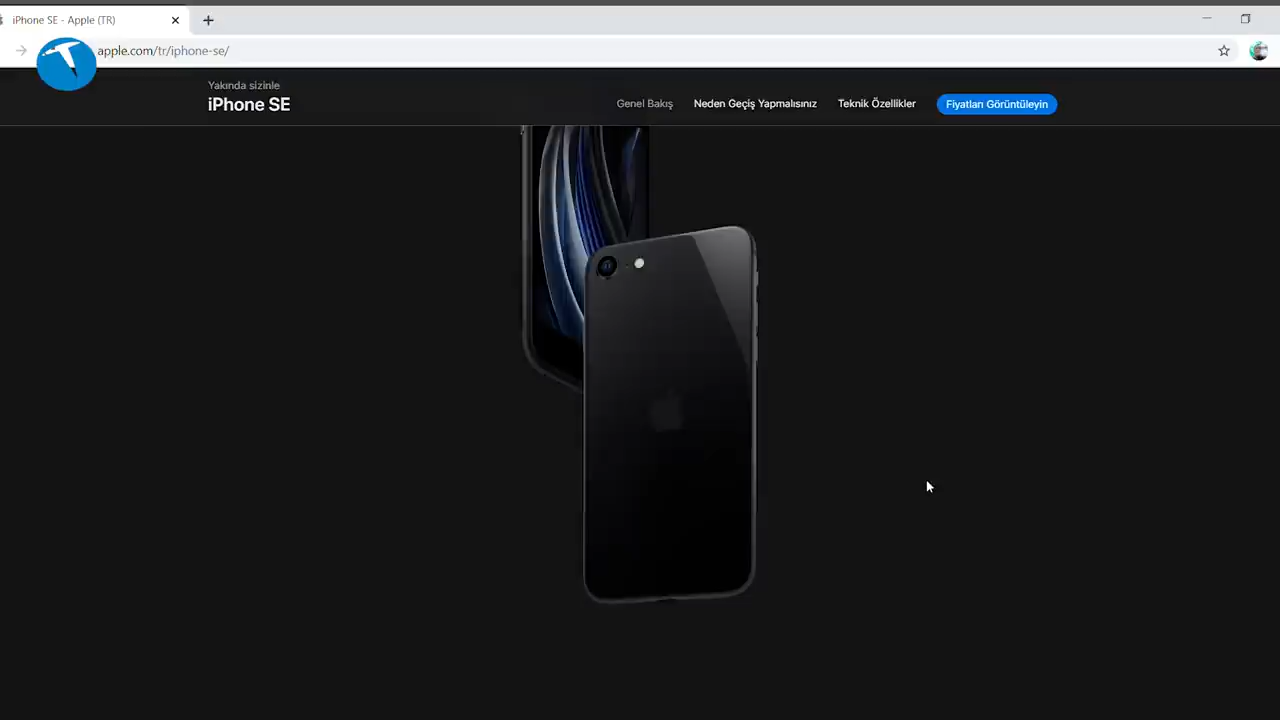 iPhone SE - Apple (TR)
apple.com/tr/iphone-se/
Yakında sizinle
iPhone SE
Genel Bakış
Neden Geçiş Yapmalısınız
Teknik Özellikler
Fiyatları Görüntüleyin